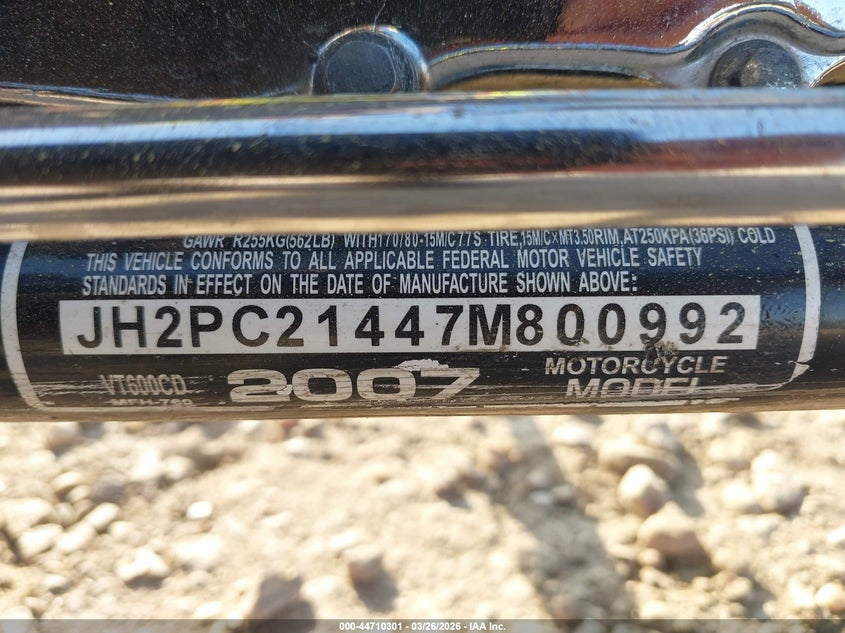 GAWR R255KG(562LB) WITH170/80-15M/C77S TIRE,15M/C×MT3.50RIM,AT250KPA(36PSI) COLD
THIS VEHICLE CONFORMS TO ALL APPLICABLE FEDERAL MOTOR VEHICLE SAFETY
STANDARDS IN EFFECT ON THE DATE OF MANUFACTURE SHOWN ABOVE:
JH2PC21447M800992
VT600CD 2007 MOTORCYCLE
MODEL
000-44710301 - 03/26/2026 - IAA Inc.